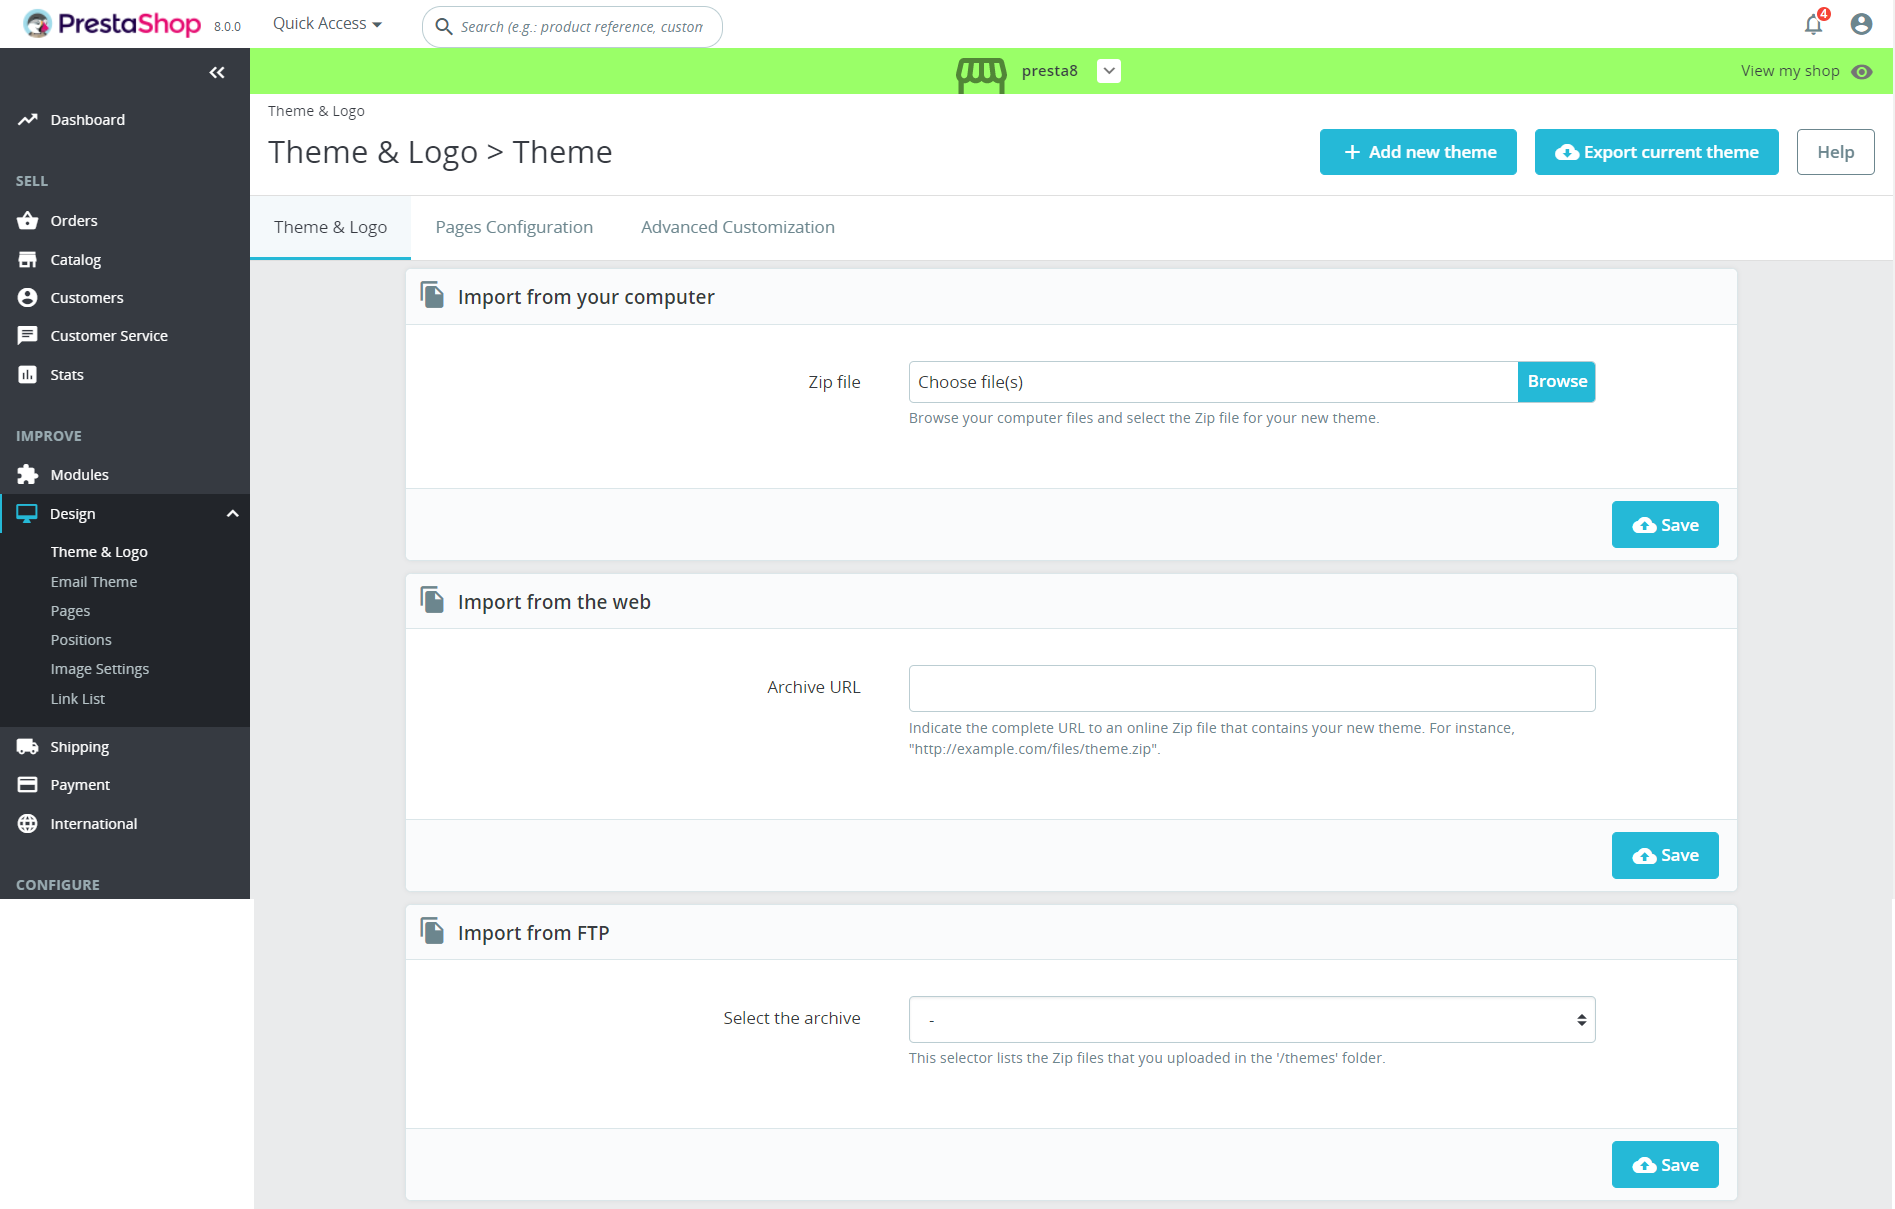 PrestaShop 8.0.0
Quick Access
Search (e.g.: product reference, custom
4
presta8
View my shop
Dashboard
SELL
Orders
Catalog
Customers
Customer Service
Stats
IMPROVE
Modules
Design
Theme & Logo
Email Theme
Pages
Positions
Image Settings
Link List
Shipping
Payment
International
CONFIGURE
Theme & Logo
Theme & Logo > Theme
Add new theme
Export current theme
Help
Theme & Logo
Pages Configuration
Advanced Customization
Import from your computer
Zip file
Choose file(s)
Browse
Browse your computer files and select the Zip file for your new theme.
Save
Import from the web
Archive URL
Indicate the complete URL to an online Zip file that contains your new theme. For instance,
"http://example.com/files/theme.zip".
Save
Import from FTP
Select the archive
-
This selector lists the Zip files that you uploaded in the '/themes' folder.
Save